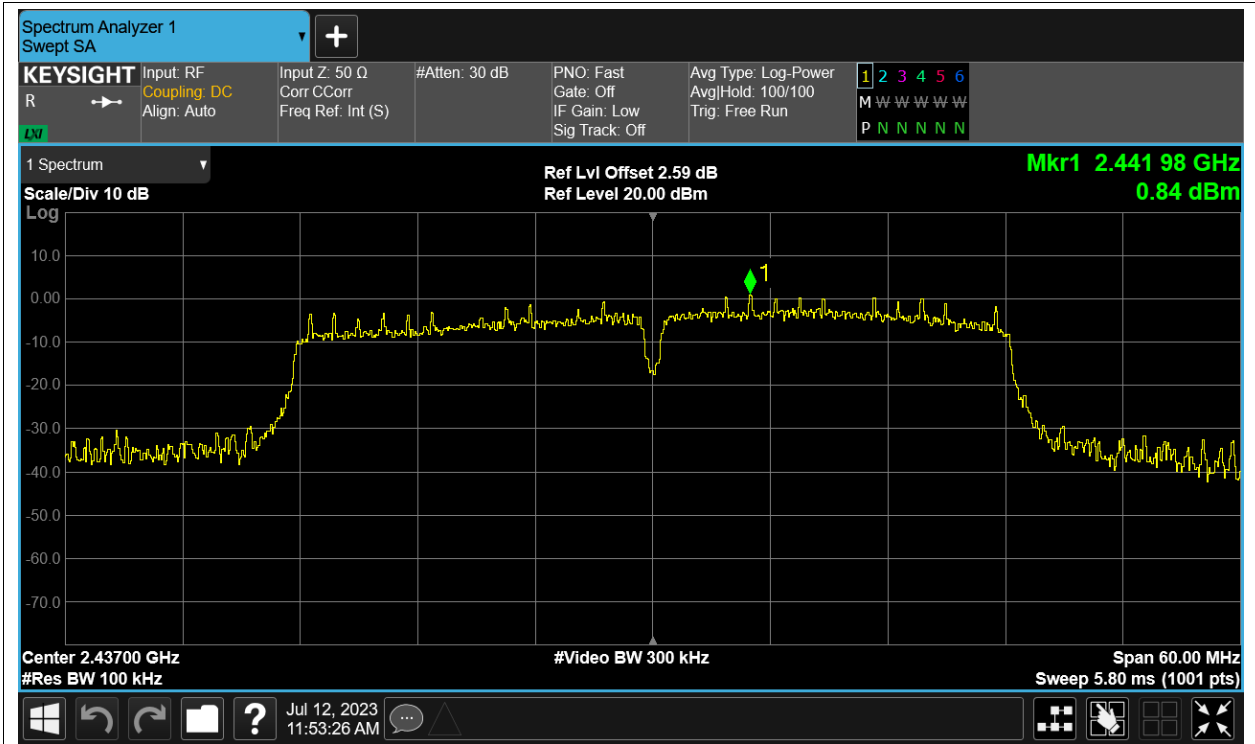 Spectrum Analyzer 1
Swept SA
+
KEYSIGHT
R
LXI
Input: RF
Coupling: DC
Align: Auto
Input Z: 50 Ω
Corr CCorr
Freq Ref: Int (S)
#Atten: 30 dB
PNO: Fast
Gate: Off
IF Gain: Low
Sig Track: Off
Avg Type: Log-Power
Avg|Hold: 100/100
Trig: Free Run
1 2 3 4 5 6
M W W W W W W
P N N N N N N
1 Spectrum
Scale/Div 10 dB
Log
Ref Lvl Offset 2.59 dB
Ref Level 20.00 dBm
Mkr1 2.441 98 GHz
0.84 dBm
1
10.0
0.00
-10.0
-20.0
-30.0
-40.0
-50.0
-60.0
-70.0
Center 2.43700 GHz
#Res BW 100 kHz
#Video BW 300 kHz
Span 60.00 MHz
Sweep 5.80 ms (1001 pts)
?
Jul 12, 2023
11:53:26 AM